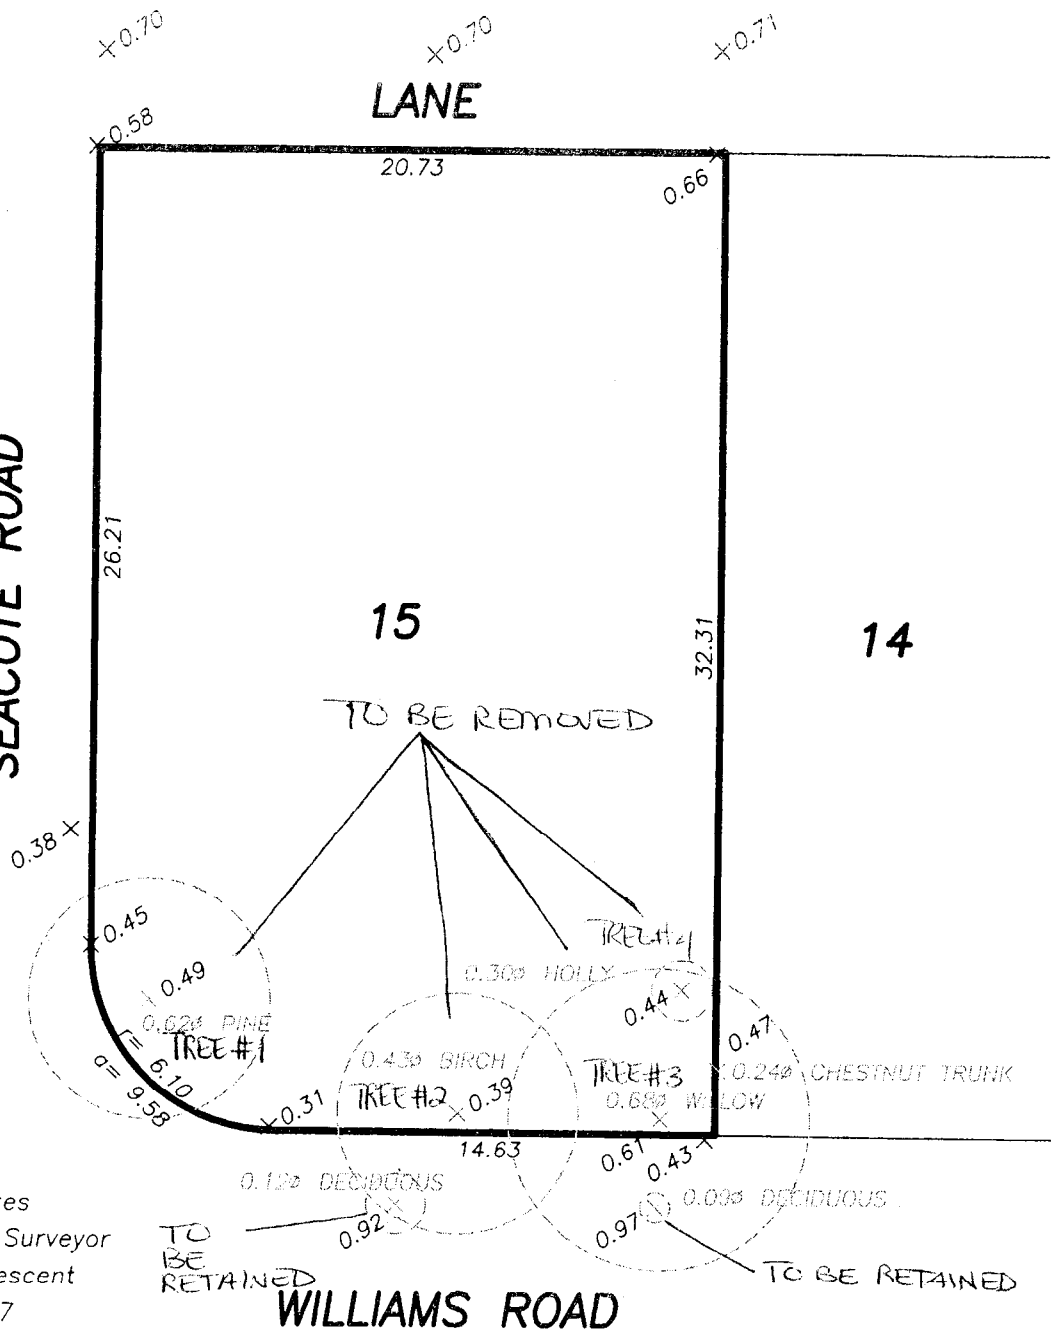 0.70
0.70
0.71
LANE
0.58
20.73
0.66
SEACOTE ROAD
26.21
15
14
32.31
TO BE REMOVED
0.38
0.45
TREE #4
0.30ø HOLLY
0.49
0.44
0.62ø PINE
TREE #1
r= 6.10
a= 9.58
0.47
0.43ø BIRCH
TREE #3
0.24ø CHESTNUT TRUNK
TREE #2
0.39
0.68ø WILLOW
0.31
14.63
0.61
0.43
0.12ø DECIDUOUS
0.09ø DECIDUOUS
es
Surveyor
escent
7
TO
BE
RETAINED
0.92
0.97
TO BE RETAINED
WILLIAMS ROAD